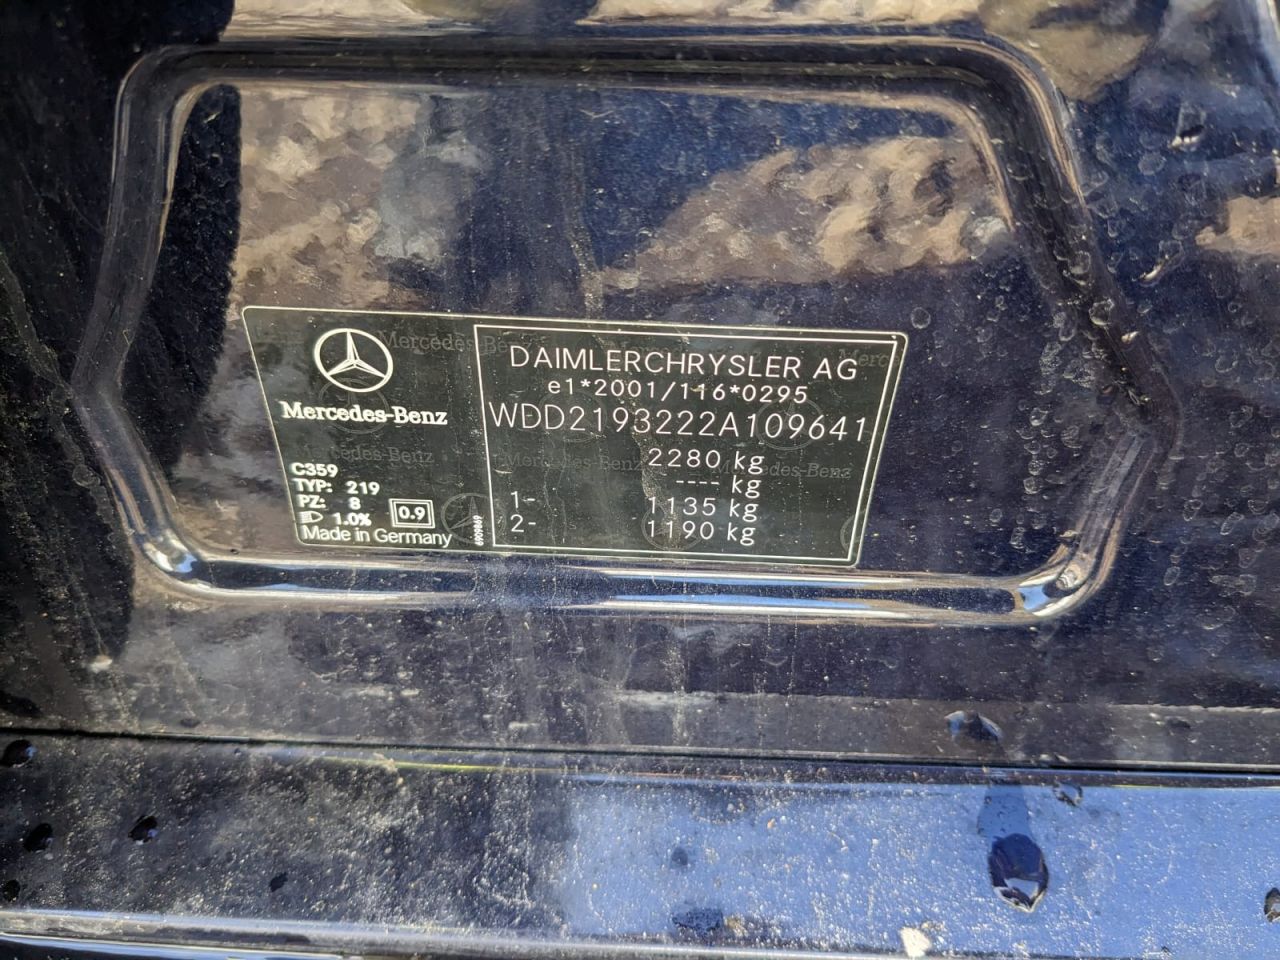 Mercedes-Benz
C359
TYP: 219
PZ: 8
1.0%
0.9
Made in Germany
6909869
DAIMLERCHRYSLER AG
e1*2001/116*0295
WDD2193222A109641
2280 kg
---- kg
1- 1135 kg
2- 1190 kg